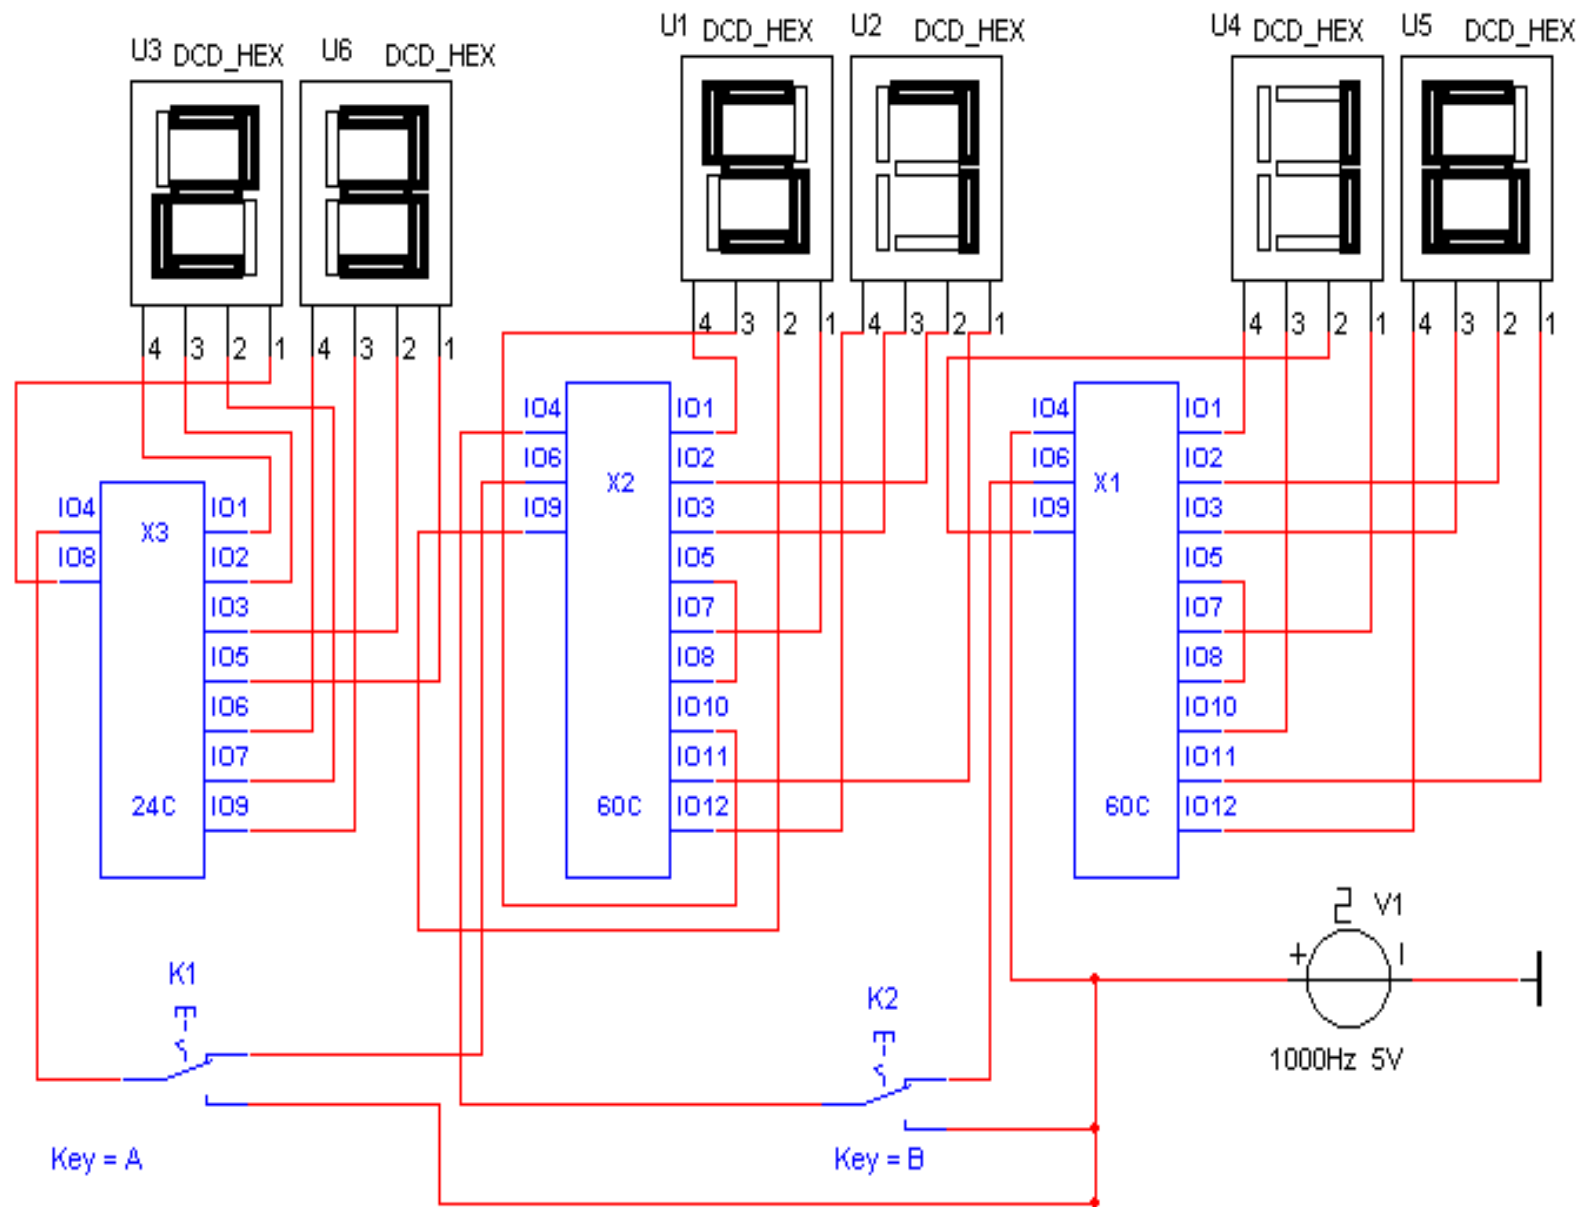 U3 DCD_HEX U6 DCD_HEX U1 DCD_HEX U2 DCD_HEX U4 DCD_HEX U5 DCD_HEX
4 3 2 1 4 3 2 1
4 3 2 1 4 3 2 1
4 3 2 1 4 3 2 1
IO4
IO8
X3
24C
IO1
IO2
IO3
IO5
IO6
IO7
IO9
IO4
IO6
IO9
X2
60C
IO1
IO2
IO3
IO5
IO7
IO8
IO10
IO11
IO12
IO4
IO6
IO9
X1
60C
IO1
IO2
IO3
IO5
IO7
IO8
IO10
IO11
IO12
K1
Key = A
K2
Key = B
V1
1000Hz 5V